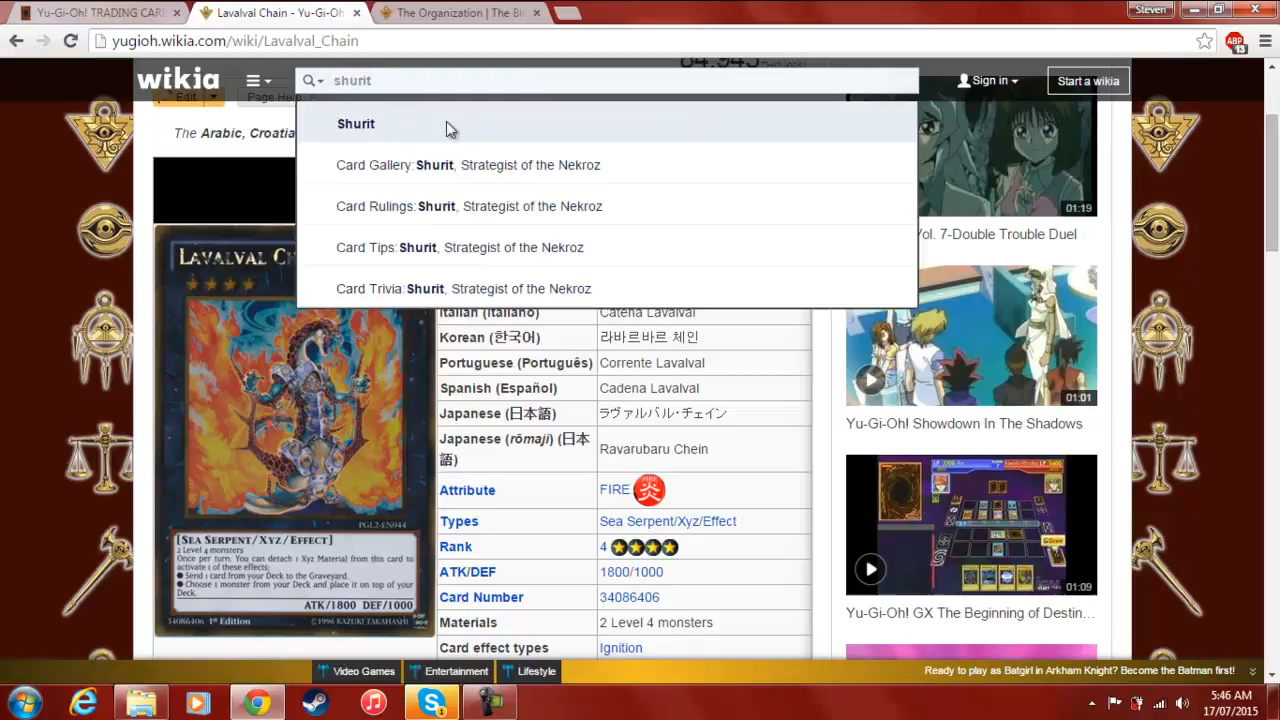 Yu-Gi-Oh! TRADING CAR
Lavalval Chain - Yu-Gi-Oh
The Organization | The Bl
Steven
yugioh.wikia.com/wiki/Lavalval_Chain
ABP
13
wikia
shurit
Sign in
Start a wikia
Edit
Page Help
The Arabic, Croatia
Shurit
Card Gallery: Shurit, Strategist of the Nekroz
Card Rulings: Shurit, Strategist of the Nekroz
Card Tips: Shurit, Strategist of the Nekroz
Card Trivia: Shurit, Strategist of the Nekroz
LAVALVAL CH
PGL2-EN044
[SEA SERPENT/XYZ/EFFECT]
2 Level 4 monsters
Once per turn: You can detach 1 Xyz Material from this card to
activate 1 of these effects;
● Send 1 card from your Deck to the Graveyard.
● Choose 1 monster from your Deck and place it on top of your
Deck.
ATK/1800 DEF/1000
34086406 1st Edition ©1996 KAZUKI TAKAHASHI
Italian (Italiano) Catena Lavalval
Korean (한국어) 라바르바르 체인
Portuguese (Português) Corrente Lavalval
Spanish (Español) Cadena Lavalval
Japanese (日本語) ラヴァルバル・チェイン
Japanese (rōmaji) (日本
語) Ravarubaru Chein
Attribute FIRE 炎
Types Sea Serpent/Xyz/Effect
Rank 4
ATK/DEF 1800/1000
Card Number 34086406
Materials 2 Level 4 monsters
Card effect types Ignition
01:19
Vol. 7-Double Trouble Duel
01:01
Yu-Gi-Oh! Showdown In The Shadows
01:09
Yu-Gi-Oh! GX The Beginning of Destin...
Video Games
Entertainment
Lifestyle
Ready to play as Batgirl in Arkham Knight? Become the Batman first!
5:46 AM
17/07/2015